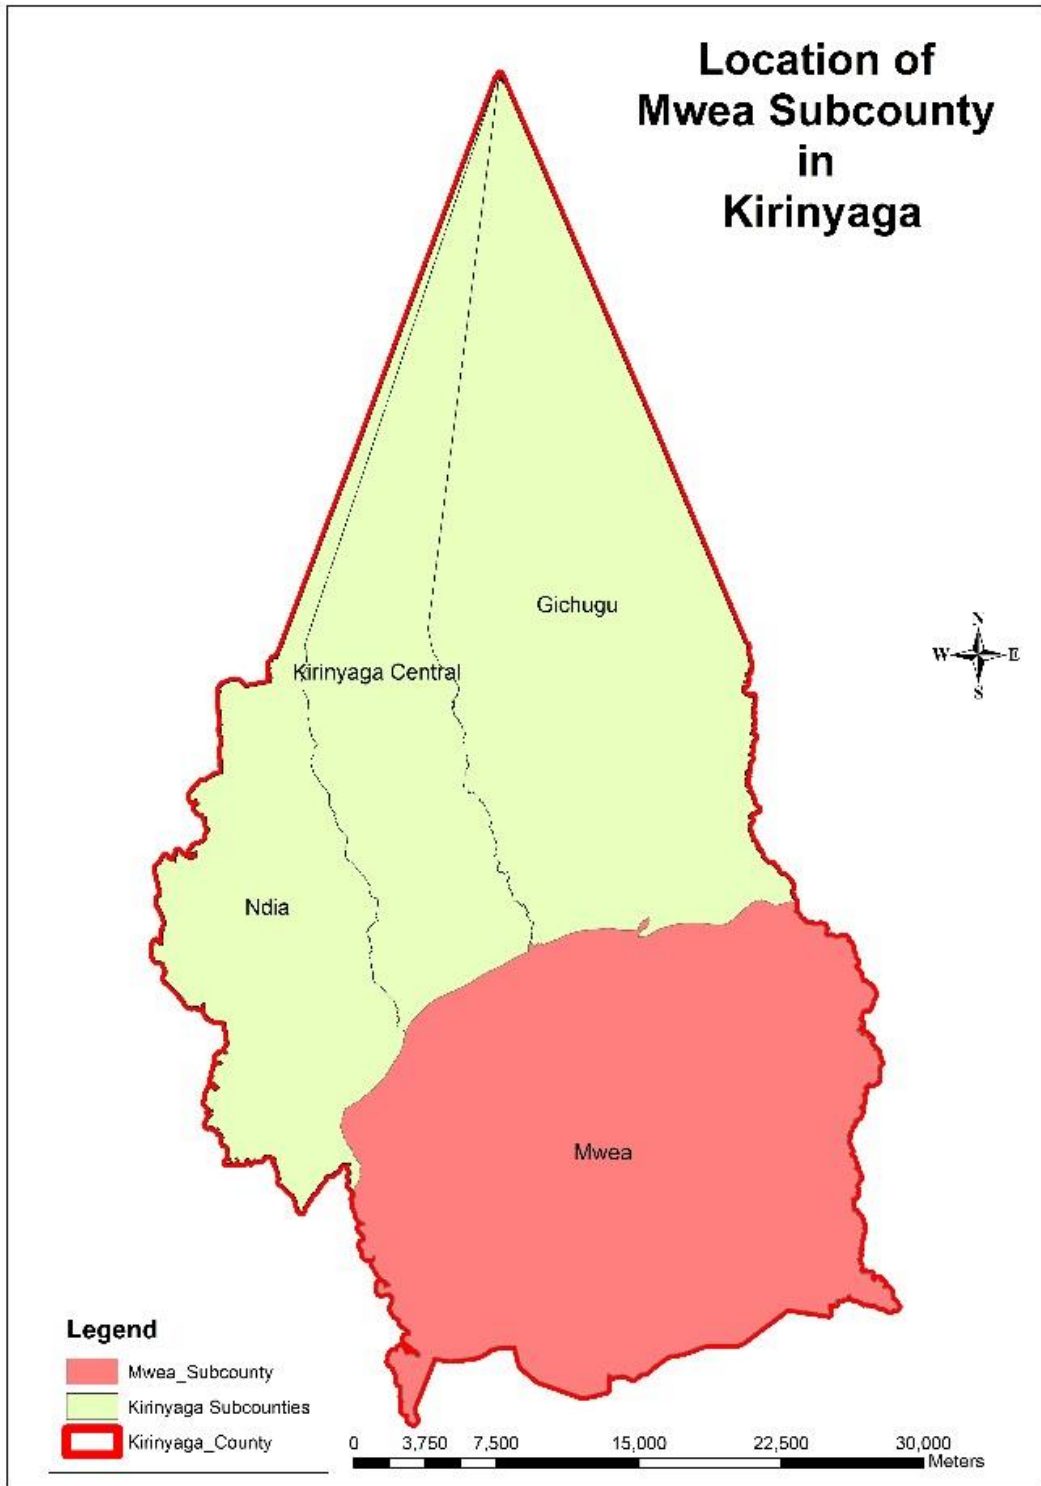 Location of
Mwea Subcounty
in
Kirinyaga
Gichugu
N
W E
S
Kirinyaga Central
Ndia
Mwea
Legend
Mwea_Subcounty
Kirinyaga Subcounties
Kirinyaga_County
0 3,750 7,500 15,000 22,500 30,000
Meters